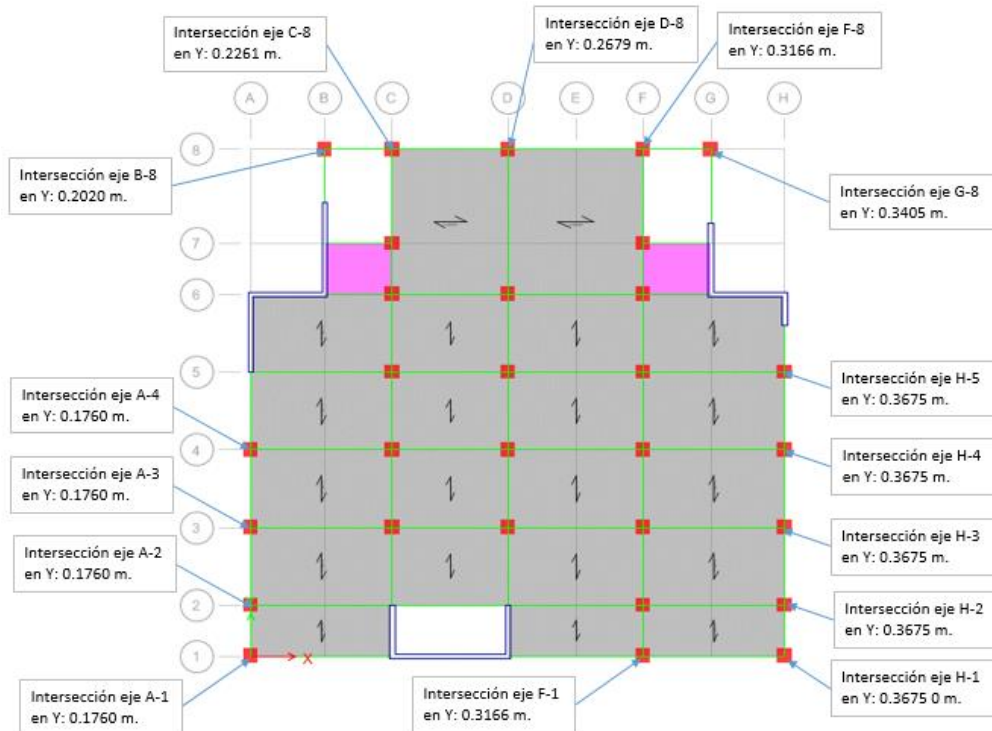 Intersección eje C-8
en Y: 0.2261 m.
Intersección eje D-8
en Y: 0.2679 m.
Intersección eje F-8
en Y: 0.3166 m.
A
B
C
D
E
F
G
H
8
Intersección eje B-8
en Y: 0.2020 m.
Intersección eje G-8
en Y: 0.3405 m.
7
6
5
Intersección eje A-4
en Y: 0.1760 m.
Intersección eje H-5
en Y: 0.3675 m.
4
Intersección eje H-4
en Y: 0.3675 m.
Intersección eje A-3
en Y: 0.1760 m.
3
Intersección eje H-3
en Y: 0.3675 m.
Intersección eje A-2
en Y: 0.1760 m.
2
Intersección eje H-2
en Y: 0.3675 m.
1
X
Intersección eje A-1
en Y: 0.1760 m.
Intersección eje F-1
en Y: 0.3166 m.
Intersección eje H-1
en Y: 0.3675 0 m.